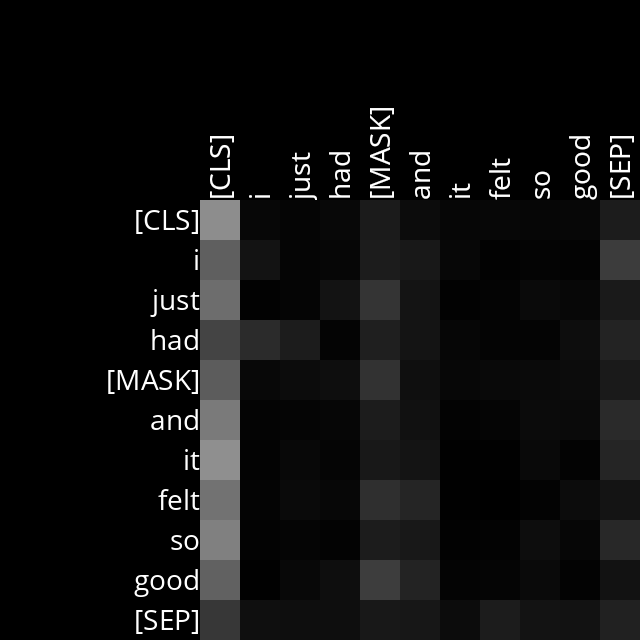 [CLS] i just had [MASK] and it felt so good [SEP]
[CLS]
i
just
had
[MASK]
and
it
felt
so
good
[SEP]